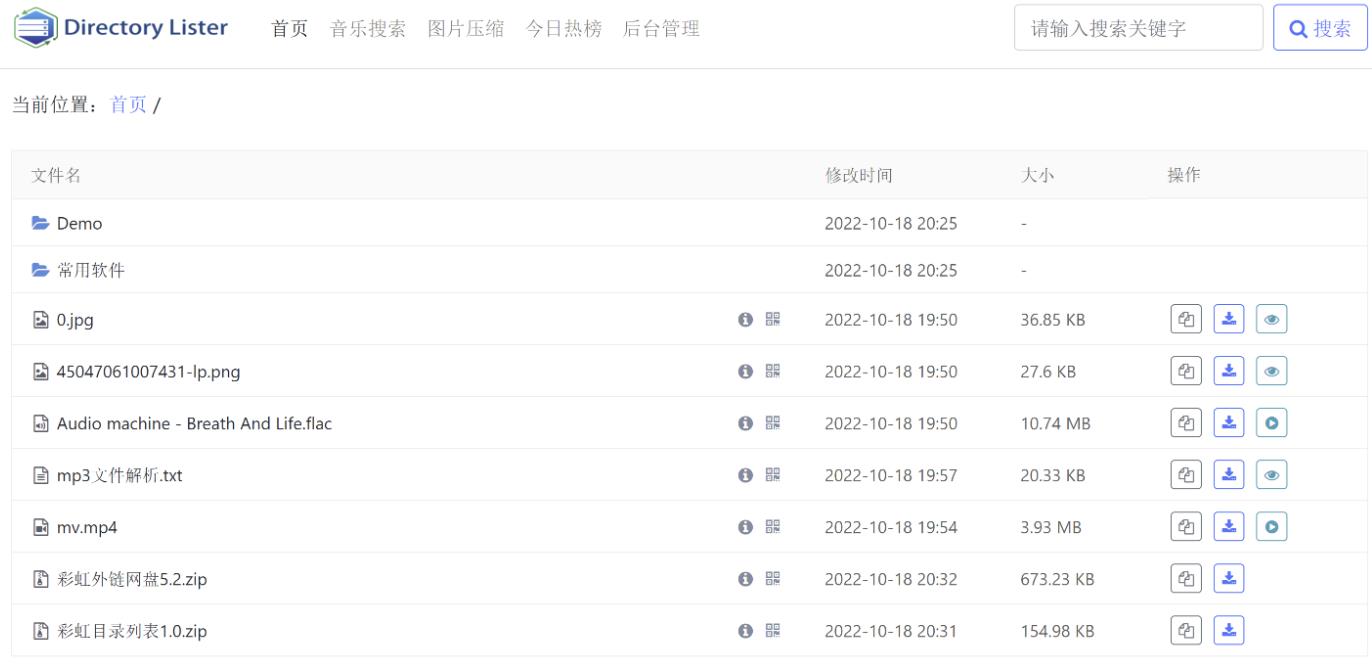 Directory Lister 首页 音乐搜索 图片压缩 今日热榜 后台管理 请输入搜索关键字 搜索
当前位置：首页 /
文件名 修改时间 大小 操作
Demo 2022-10-18 20:25 -
常用软件 2022-10-18 20:25 -
0.jpg 2022-10-18 19:50 36.85 KB
45047061007431-lp.png 2022-10-18 19:50 27.6 KB
Audio machine - Breath And Life.flac 2022-10-18 19:50 10.74 MB
mp3文件解析.txt 2022-10-18 19:57 20.33 KB
mv.mp4 2022-10-18 19:54 3.93 MB
彩虹外链网盘5.2.zip 2022-10-18 20:32 673.23 KB
彩虹目录列表1.0.zip 2022-10-18 20:31 154.98 KB